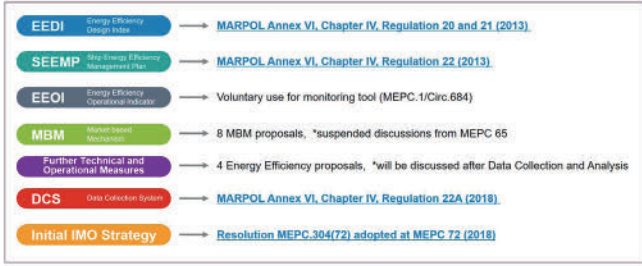 EEDI Energy Efficiency Design Index MARPOL Annex VI, Chapter IV, Regulation 20 and 21 (2013)
SEEMP Ship Energy Efficiency Management Plan MARPOL Annex VI, Chapter IV, Regulation 22 (2013)
EEOI Energy Efficiency Operational Indicator Voluntary use for monitoring tool (MEPC.1/Circ.684)
MBM Market based Mechanism 8 MBM proposals, *suspended discussions from MEPC 65
Further Technical and Operational Measures 4 Energy Efficiency proposals, *will be discussed after Data Collection and Analysis
DCS Data Collection System MARPOL Annex VI, Chapter IV, Regulation 22A (2018)
Initial IMO Strategy Resolution MEPC.304(72) adopted at MEPC 72 (2018)